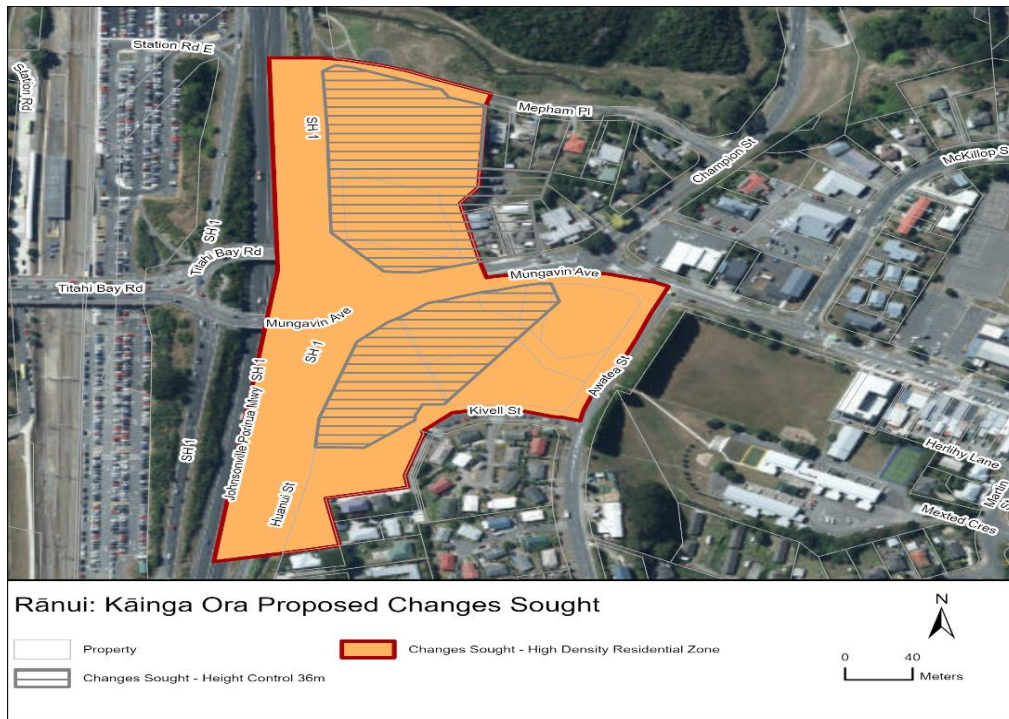 Station Rd E
Station Rd
SH 1
Mepham Pl
Champion St
McKillop S
SH 1
Titahi Bay Rd
Titahi Bay Rd
Mungavin Ave
Mungavin Ave
SH 1
SH 1
Awatea St
Kivell St
Johnsonville Porirua Mwy
SH 1
Huanui St
Herlihy Lane
Martin St
Mexted Cres
Rānui: Kāinga Ora Proposed Changes Sought
N
Property
Changes Sought - High Density Residential Zone
Changes Sought - Height Control 36m
0 40
Meters